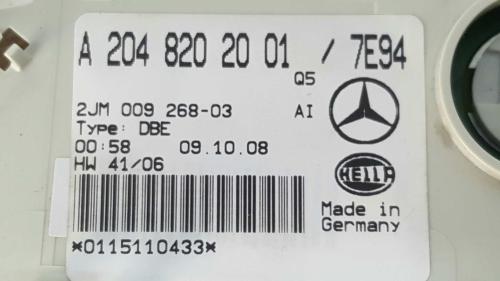 A 204 820 20 01 / 7E94
Q5
2JM 009 268-03 AI
Type: DBE
00:58 09.10.08
HW 41/06
HELLA
Made in
Germany
*0115110433*